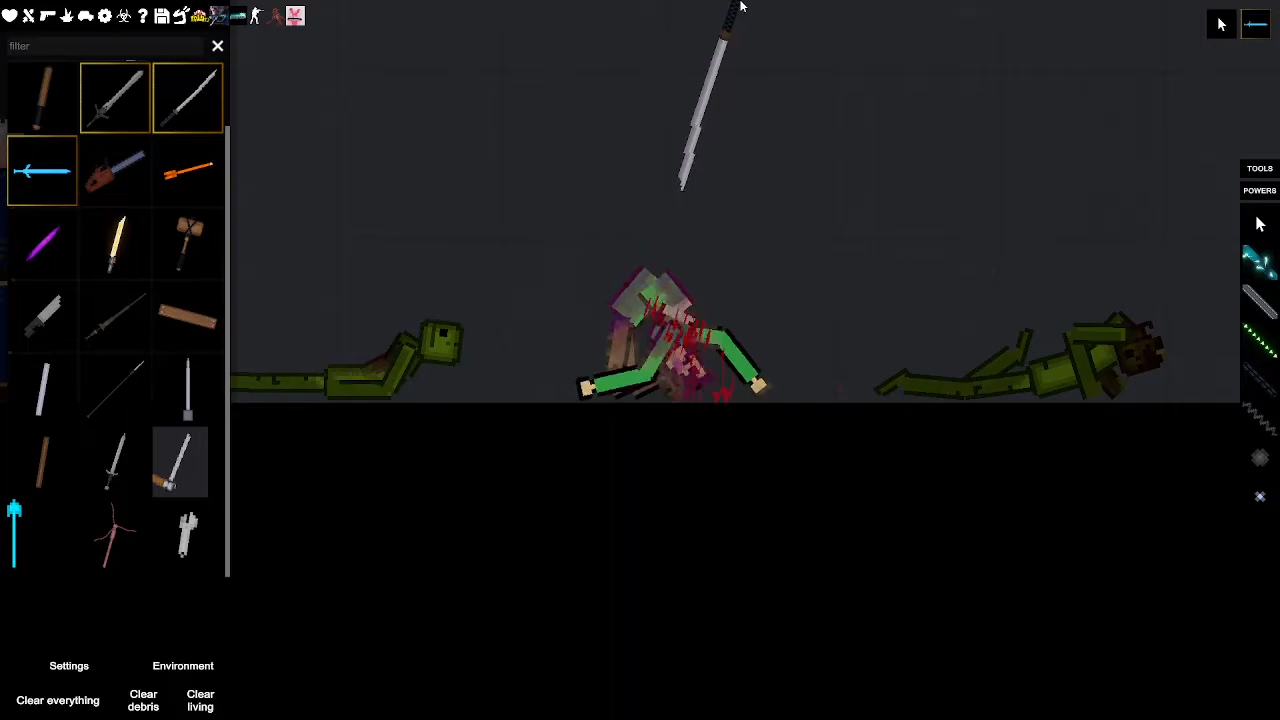 filter
TOOLS
POWERS
Settings
Environment
Clear everything
Clear
debris
Clear
living